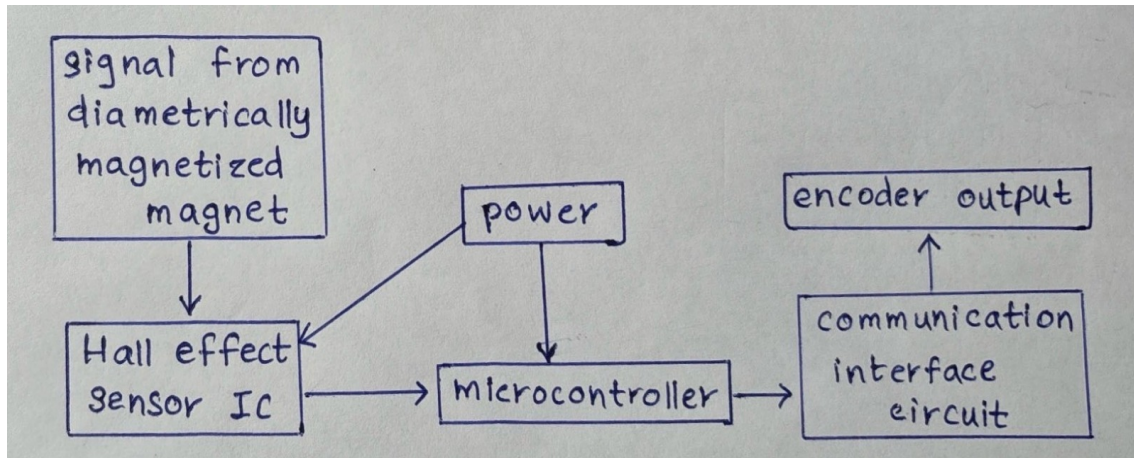 signal from
diametrically
magnetized
magnet
power
encoder output
Hall effect
sensor IC
microcontroller
communication
interface
circuit